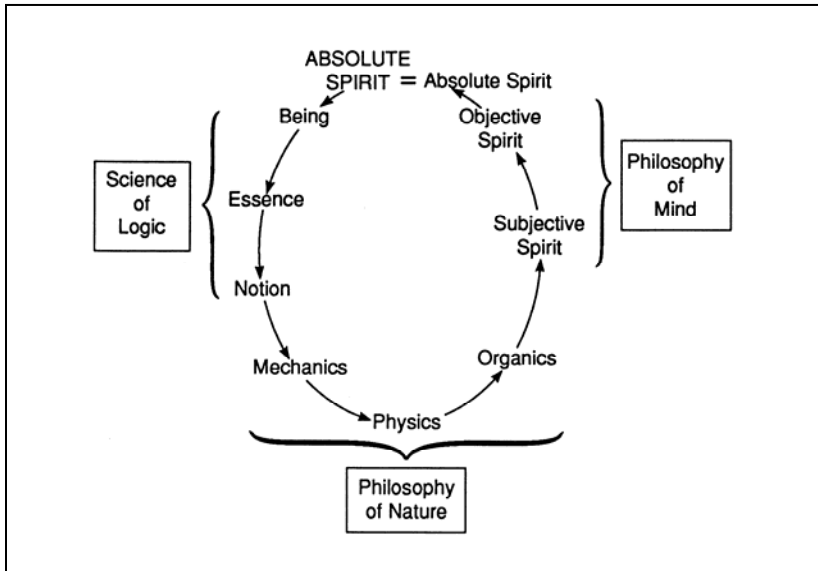 ABSOLUTE
SPIRIT = Absolute Spirit
Being
Objective
Spirit
Science
of
Logic
Essence
Philosophy
of
Mind
Subjective
Spirit
Notion
Mechanics
Organics
Physics
Philosophy
of Nature